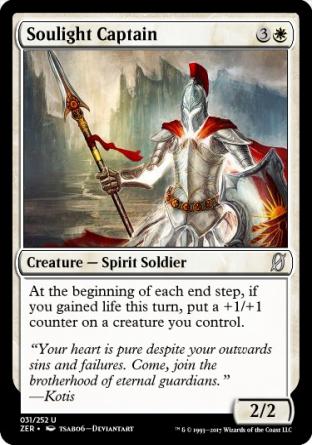 Soulight Captain 3
Creature — Spirit Soldier
At the beginning of each end step, if
you gained life this turn, put a +1/+1
counter on a creature you control.
“Your heart is pure despite your outwards
sins and failures. Come, join the
brotherhood of eternal guardians.”
—Kotis
2/2
031/252 U
ZER • TSABO6–DEVIANTART
™ & © 1993–2017 Wizards of the Coast LLC